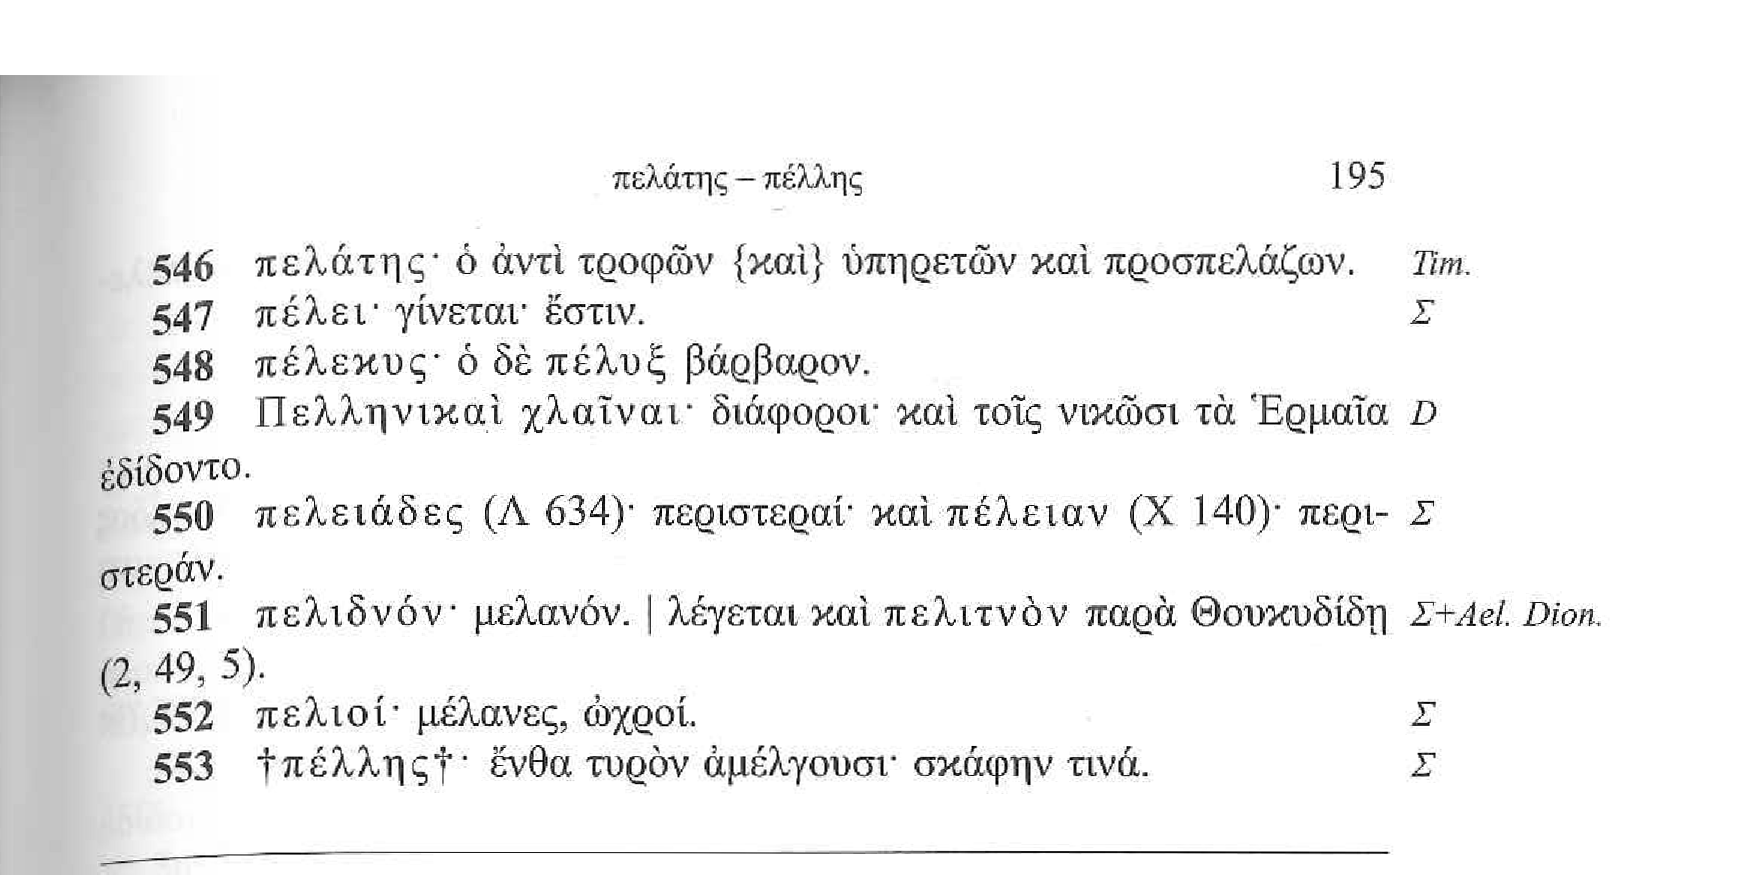 πελάτης – πέλλης 195
546 πελάτης· ὁ ἀντὶ τροφῶν {καὶ} ὑπηρετῶν καὶ προσπελάζων. Tim.
547 πέλει· γίνεται· ἔστιν. Σ
548 πέλεκυς· ὁ δὲ πέλυξ βάρβαρον.
549 Πελληνικαὶ χλαῖναι· διάφοροι· καὶ τοῖς νικῶσι τὰ Ἑρμαῖα D
ἐδίδοντο.
550 πελειάδες (Λ 634)· περιστεραί· καὶ πέλειαν (Χ 140)· περι- Σ
στεράν.
551 πελιδνόν· μελανόν. | λέγεται καὶ πελιτνὸν παρὰ Θουκυδίδῃ Σ+Ael. Dion.
(2, 49, 5).
552 πελιοί· μέλανες, ὠχροί. Σ
553 †πέλλης†· ἔνθα τυρὸν ἀμέλγουσι· σκάφην τινά. Σ